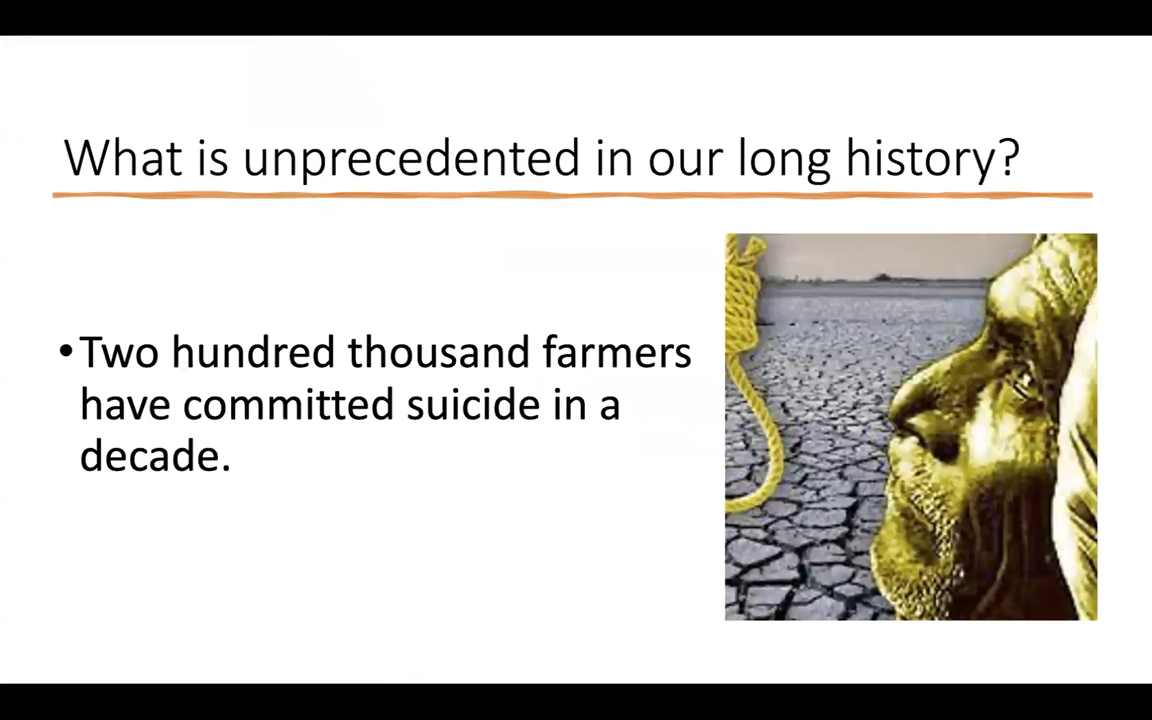 What is unprecedented in our long history?
•Two hundred thousand farmers
have committed suicide in a
decade.